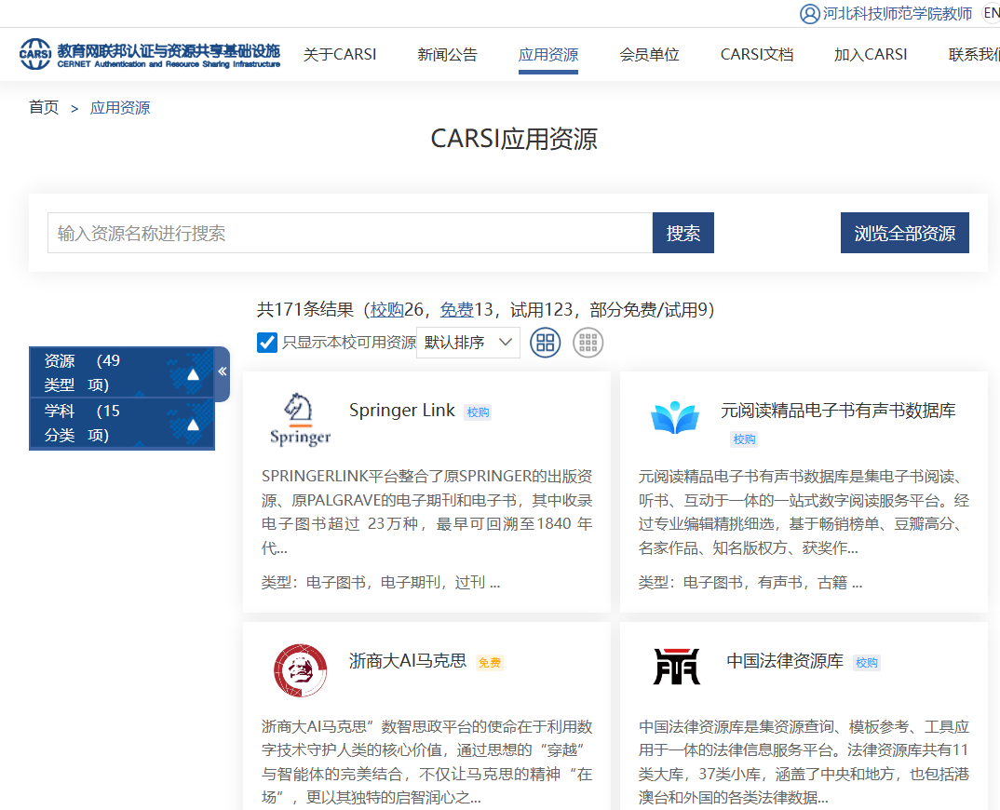 河北科技师范学院教师 EN
CARSI 教育网联邦认证与资源共享基础设施
CERNET Authentication and Resource Sharing Infrastructure
关于CARSI 新闻公告 应用资源 会员单位 CARSI文档 加入CARSI 联系我们
首页 > 应用资源
CARSI应用资源
输入资源名称进行搜索 搜索 浏览全部资源
共171条结果（校购26，免费13，试用123，部分免费/试用9）
只显示本校可用资源 默认排序
资源 （49
类型 项)
学科 （15
分类 项)
«
Springer
Springer Link 校购
SPRINGERLINK平台整合了原SPRINGER的出版资
源、原PALGRAVE的电子期刊和电子书，其中收录
电子图书超过 23万种，最早可回溯至1840 年
代...
类型：电子图书，电子期刊，过刊 ...
元阅读精品电子书有声书数据库
校购
元阅读精品电子书有声书数据库是集电子书阅读、
听书、互动于一体的一站式数字阅读服务平台。经
过专业编辑精挑细选，基于畅销榜单、豆瓣高分、
名家作品、知名版权方、获奖作...
类型：电子图书，有声书，古籍 ...
浙商大AI马克思 免费
浙商大AI马克思”数智思政平台的使命在于利用数
字技术守护人类的核心价值，通过思想的“穿越”
与智能体的完美结合，不仅让马克思的精神“在
场”，更以其独特的启智润心之...
中国法律资源库 校购
中国法律资源库是集资源查询、模板参考、工具应
用于一体的法律信息服务平台。法律资源库共有11
类大库，37类小库，涵盖了中央和地方，也包括港
澳台和外国的各类法律数据...